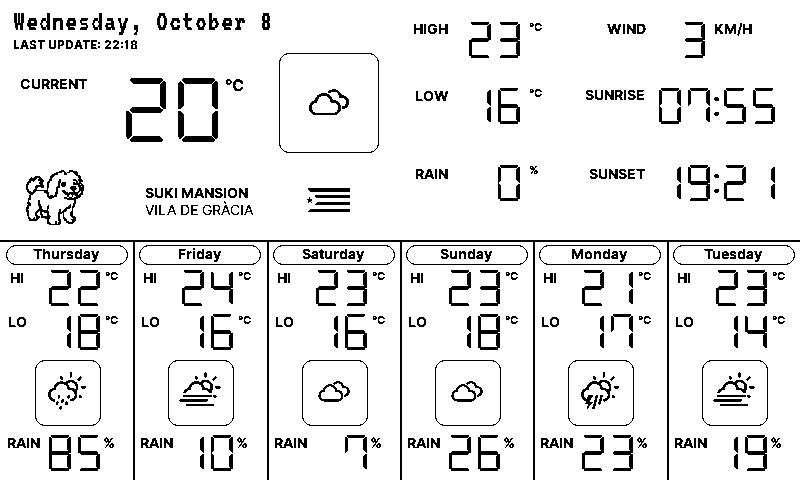 Wednesday, October 8
LAST UPDATE: 22:18
CURRENT 20 °C
HIGH 23 °C
WIND 3 KM/H
LOW 16 °C
SUNRISE 07:55
RAIN 0 %
SUNSET 19:21
SUKI MANSION
VILA DE GRÀCIA
Thursday
HI 22 °C
LO 18 °C
RAIN 85 %
Friday
HI 24 °C
LO 16 °C
RAIN 10 %
Saturday
HI 23 °C
LO 16 °C
RAIN 7 %
Sunday
HI 23 °C
LO 18 °C
RAIN 26 %
Monday
HI 21 °C
LO 17 °C
RAIN 23 %
Tuesday
HI 23 °C
LO 14 °C
RAIN 19 %